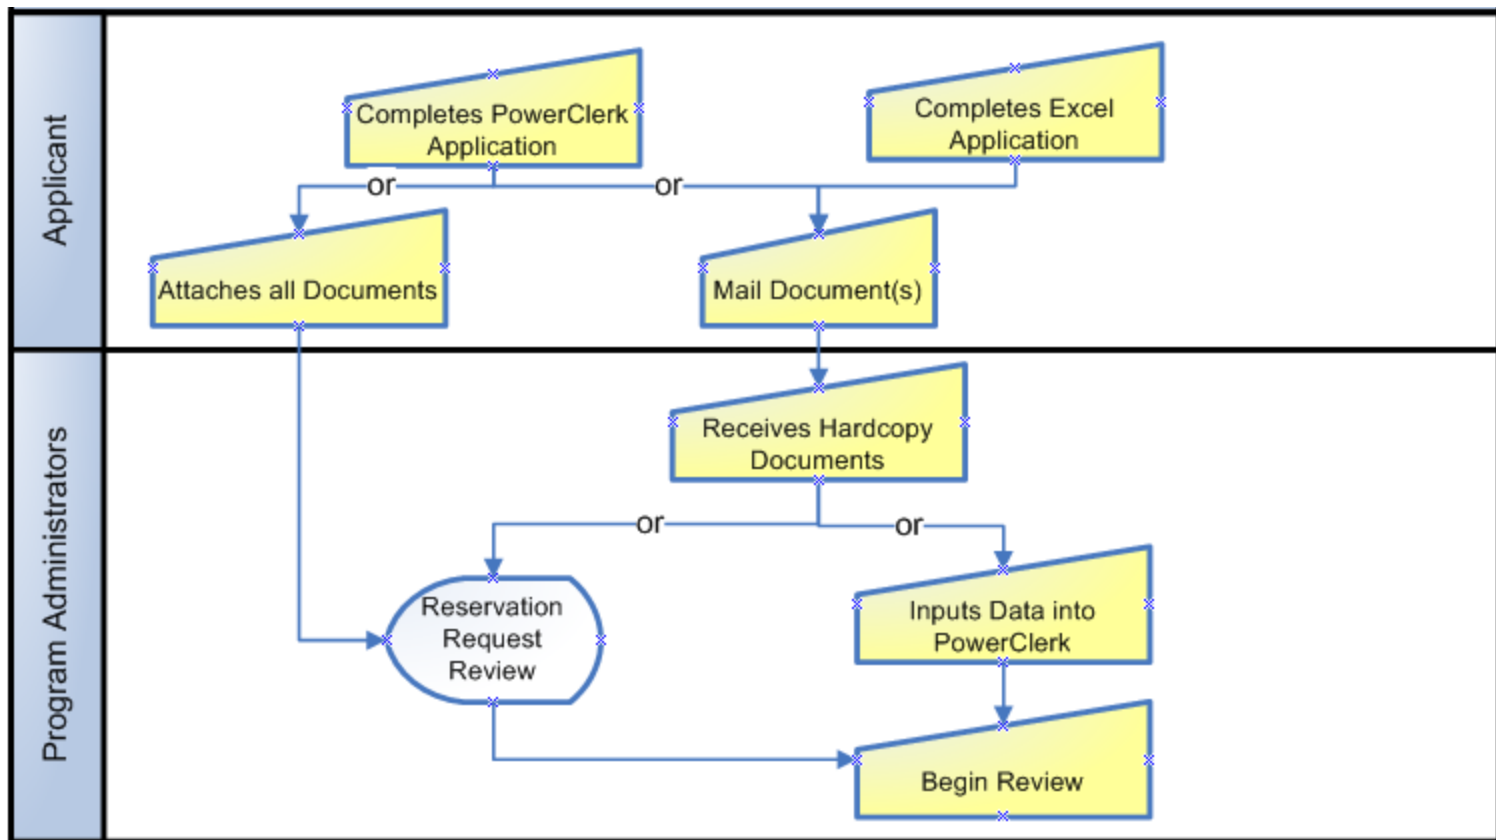 Applicant
Completes PowerClerk
Application
Completes Excel
Application
or
or
Attaches all Documents
Mail Document(s)
Program Administrators
Receives Hardcopy
Documents
or
or
Reservation
Request
Review
Inputs Data into
PowerClerk
Begin Review